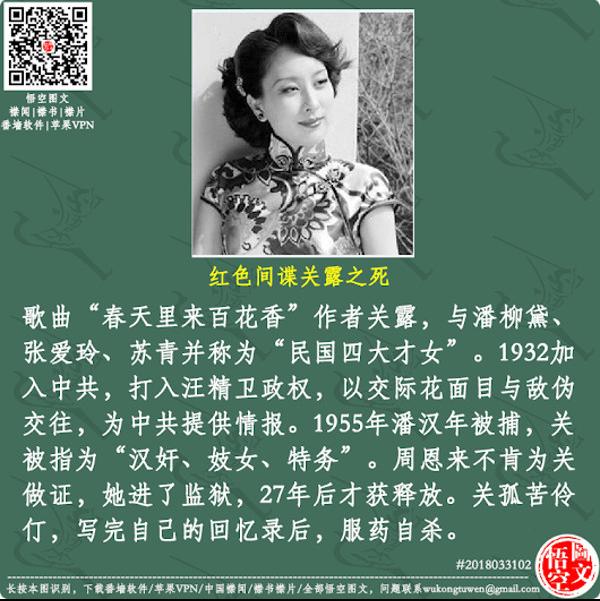 悟空图文
禁闻|禁书|禁片
番墙软件|苹果VPN
红色间谍关露之死
歌曲“春天里来百花香”作者关露，与潘柳黛、
张爱玲、苏青并称为“民国四大才女”。1932加
入中共，打入汪精卫政权，以交际花面目与敌伪
交往，为中共提供情报。1955年潘汉年被捕，关
被指为“汉奸、妓女、特务”。周恩来不肯为关
做证，她进了监狱，27年后才获释放。关孤苦伶
仃，写完自己的回忆录后，服药自杀。
#2018033102
长按本图识别，下载番墙软件/苹果VPN/中国禁闻/禁书禁片/全部悟空图文，问题联系wukongtuwen@gmail.com
悟空圖文